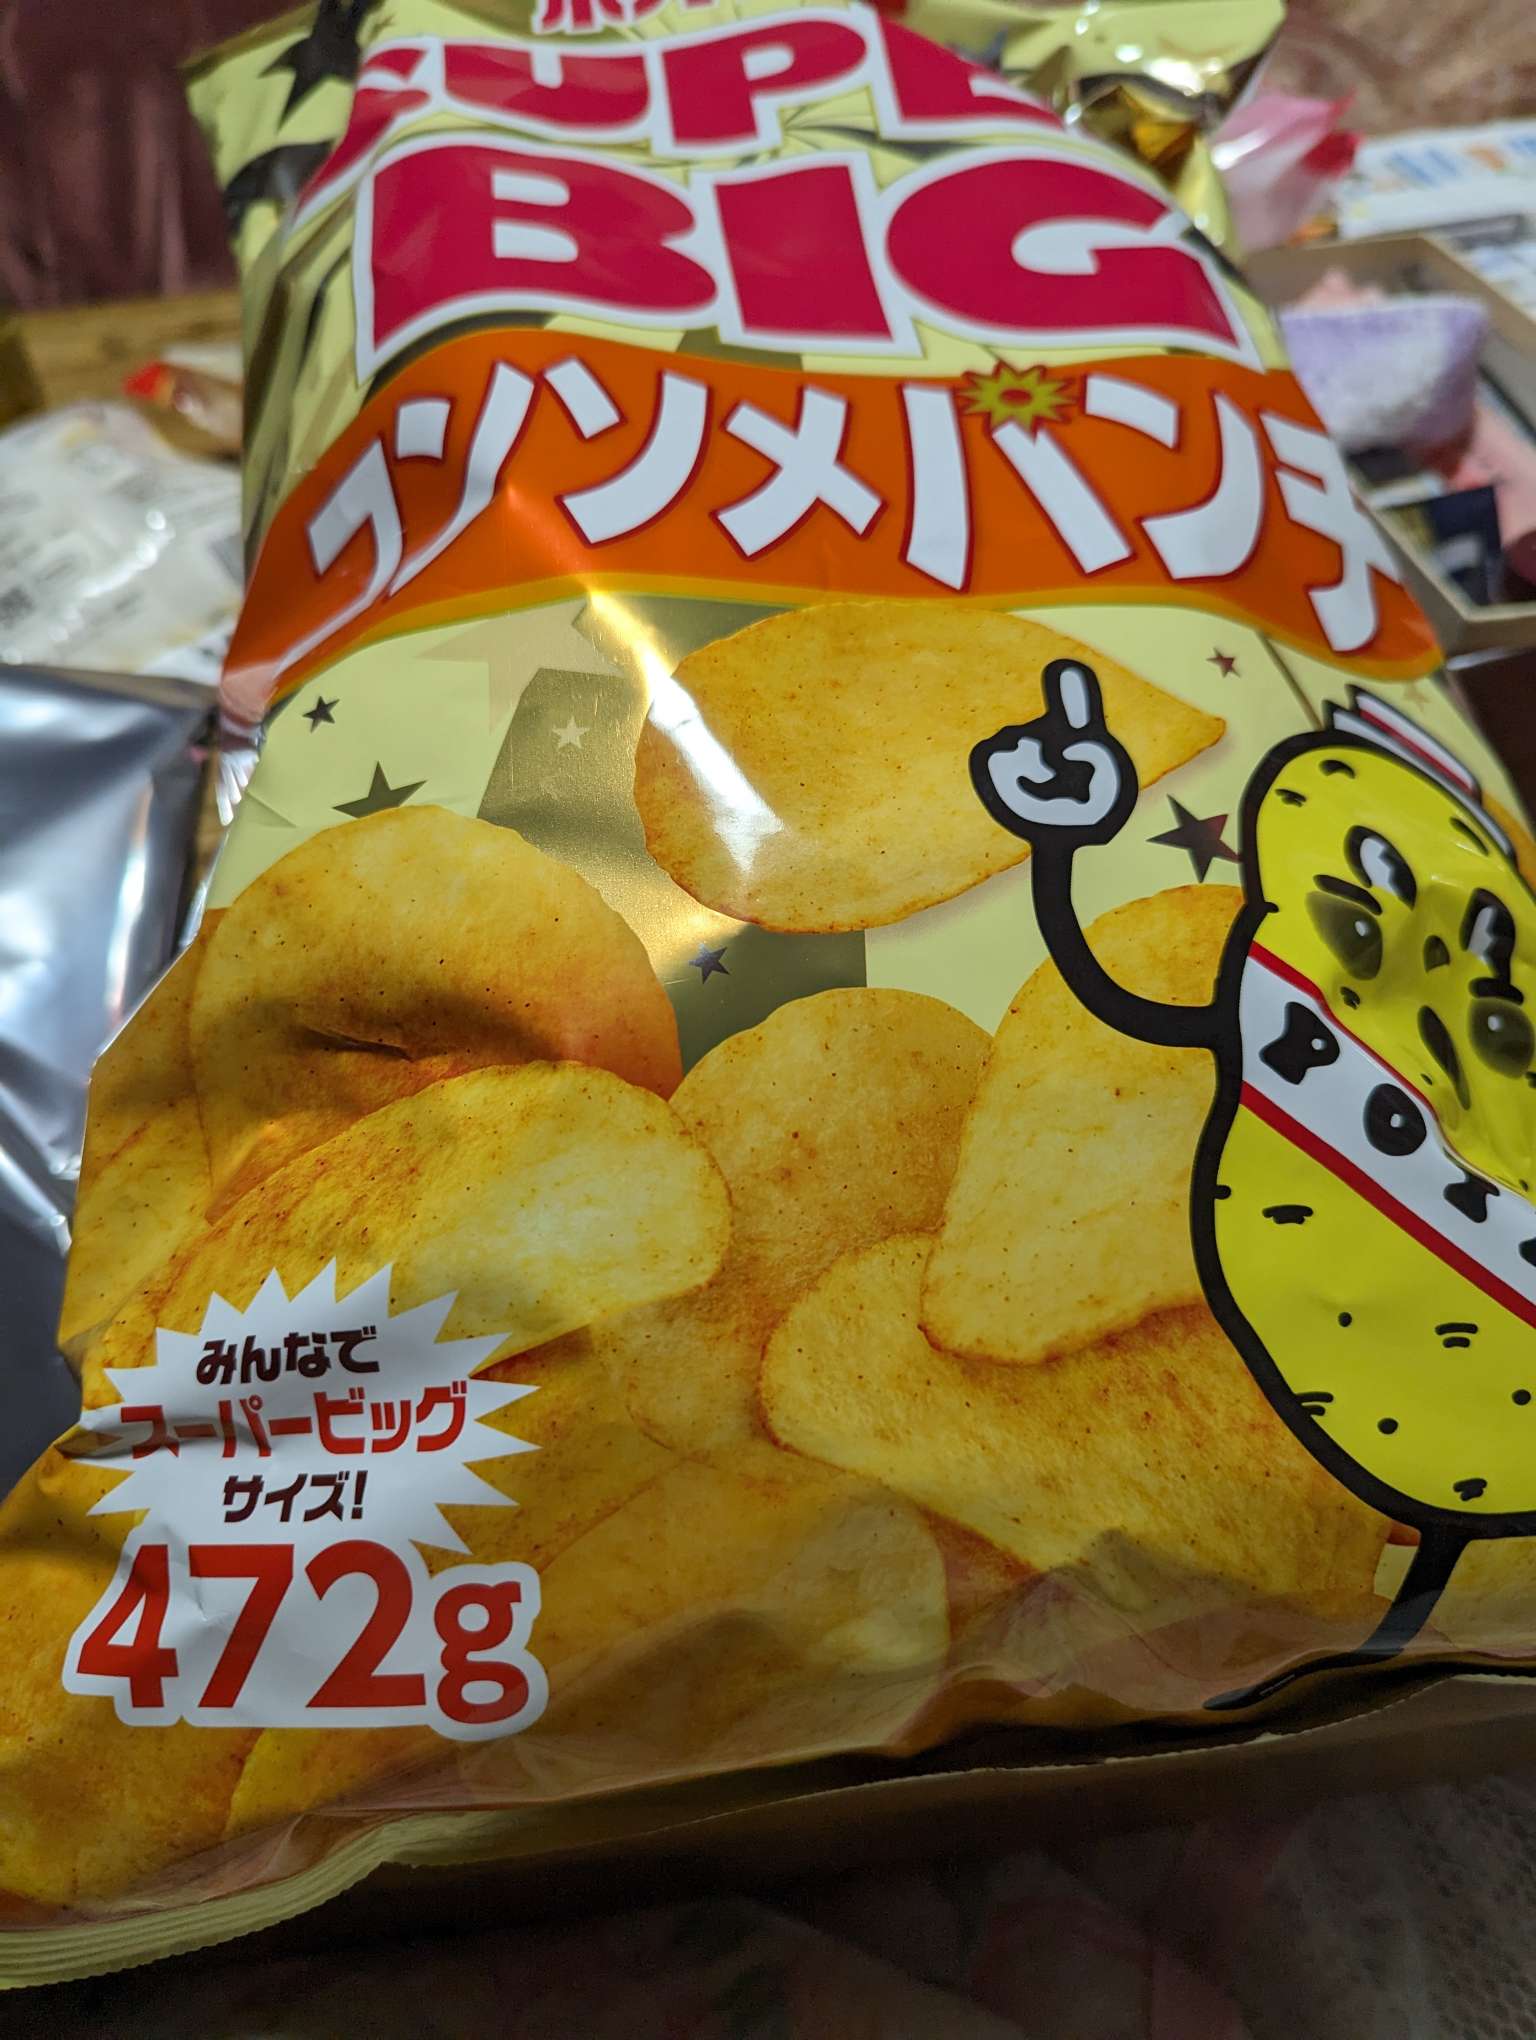 SUPER
BIG
コンソメパンチ
みんなで
スーパービッグ
サイズ!
472g